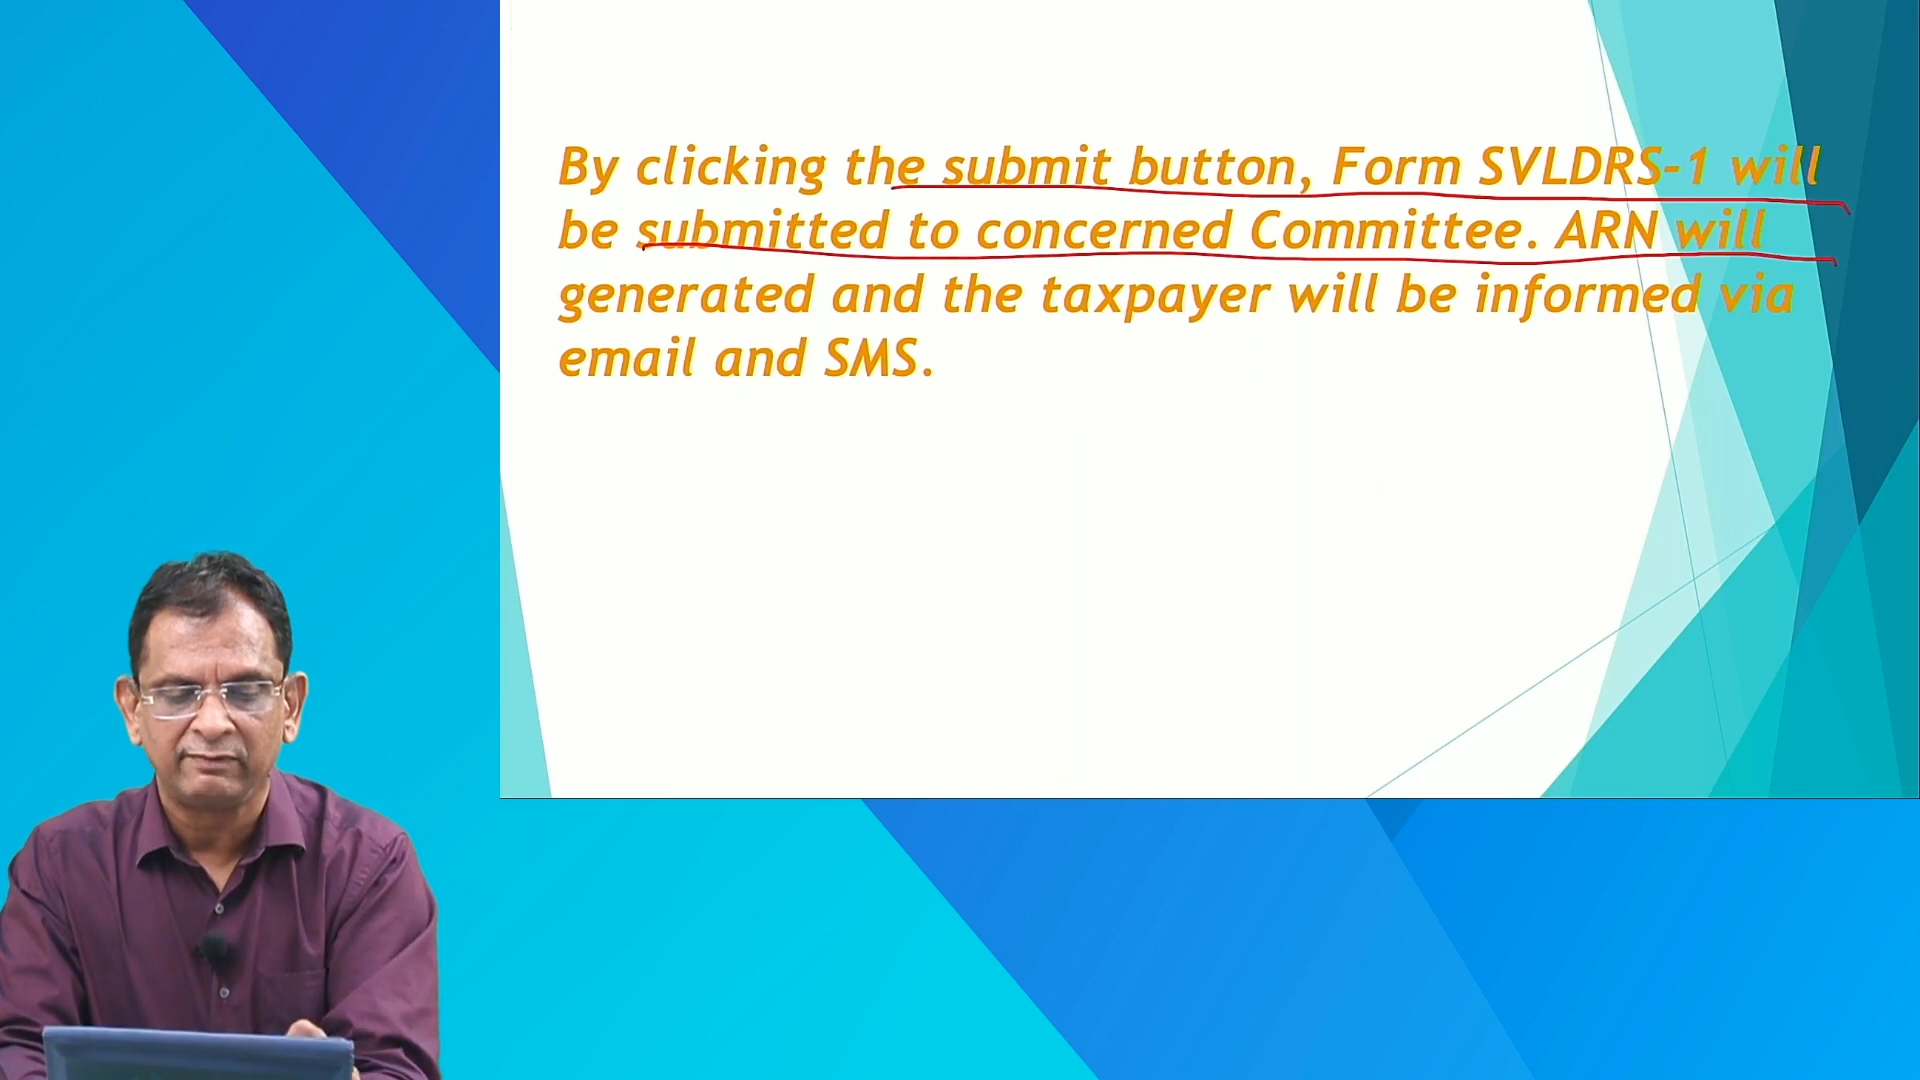 By clicking the submit button, Form SVLDRS-1 will
be submitted to concerned Committee. ARN will
generated and the taxpayer will be informed via
email and SMS.